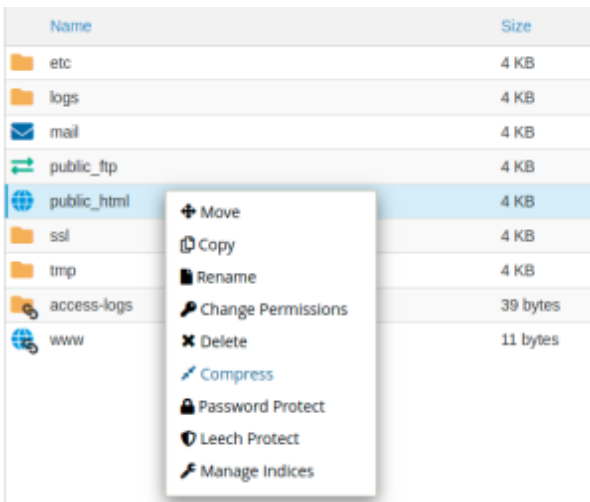 Name Size
etc 4 KB
logs 4 KB
mail 4 KB
public_ftp 4 KB
public_html 4 KB
ssl 4 KB
tmp 4 KB
access-logs 39 bytes
www 11 bytes
Move
Copy
Rename
Change Permissions
Delete
Compress
Password Protect
Leech Protect
Manage Indices